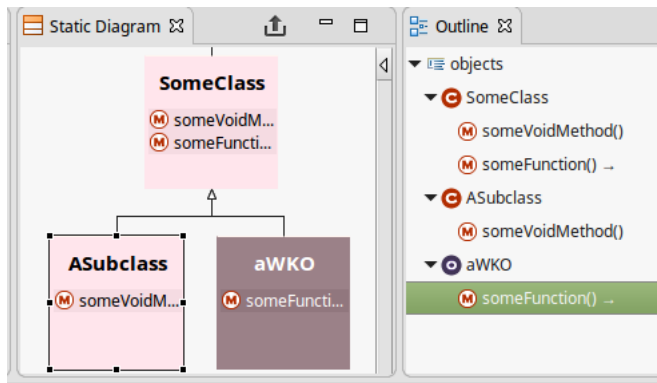 Static Diagram
SomeClass
M someVoidM...
M someFuncti...
ASubclass
M someVoidM...
aWKO
M someFuncti...
Outline
objects
C SomeClass
M someVoidMethod()
M someFunction() →
C ASubclass
M someVoidMethod()
O aWKO
M someFunction() →